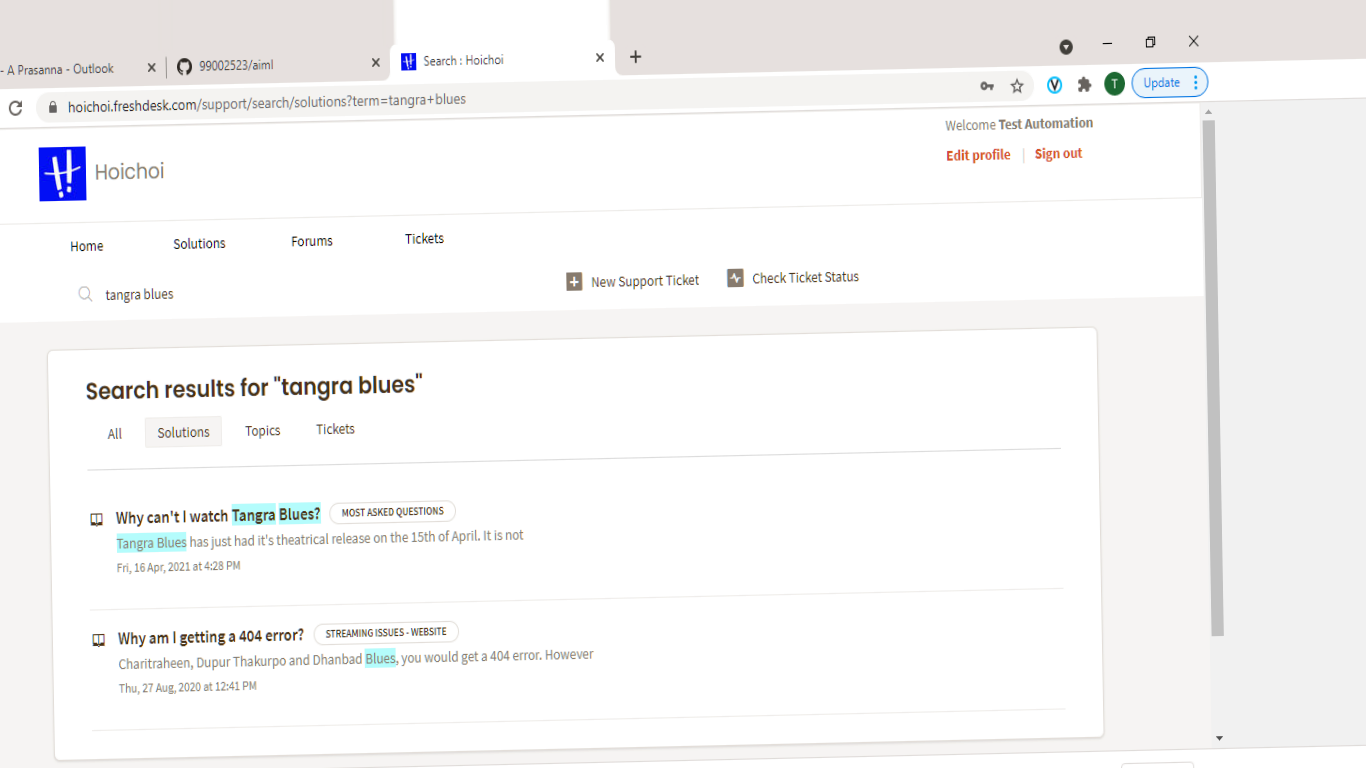 - A Prasanna - Outlook
99002523/aiml
Search : Hoichoi
hoichoi.freshdesk.com/support/search/solutions?term=tangra+blues
T
Update
Welcome Test Automation
Edit profile | Sign out
Hoichoi
Home Solutions Forums Tickets
tangra blues
New Support Ticket Check Ticket Status
Search results for "tangra blues"
All Solutions Topics Tickets
Why can't I watch Tangra Blues? MOST ASKED QUESTIONS
Tangra Blues has just had it's theatrical release on the 15th of April. It is not
Fri, 16 Apr, 2021 at 4:28 PM
Why am I getting a 404 error? STREAMING ISSUES - WEBSITE
Charitraheen, Dupur Thakurpo and Dhanbad Blues, you would get a 404 error. However
Thu, 27 Aug, 2020 at 12:41 PM